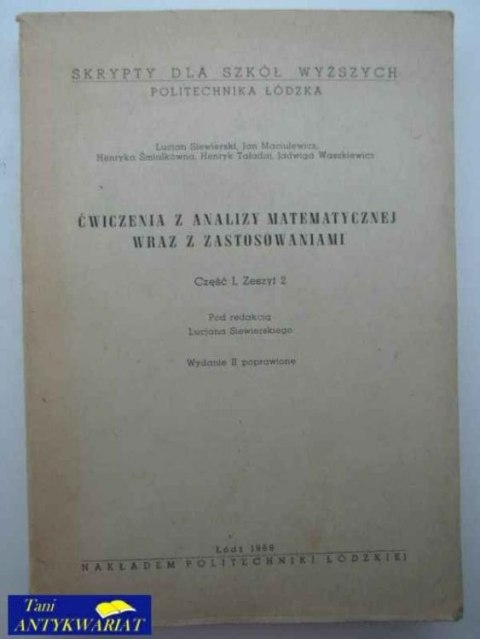 SKRYPTY DLA SZKÓŁ WYŻSZYCH
POLITECHNIKA ŁÓDZKA
Lucjan Siewierski, Jan Maciulewicz,
Henryka Śmiałkówna, Henryk Taładin, Jadwiga Waszkiewicz
ĆWICZENIA Z ANALIZY MATEMATYCZNEJ
WRAZ Z ZASTOSOWANIAMI
Część I, Zeszyt 2
Pod redakcją
Lucjana Siewierskiego
Wydanie II poprawione
Łódź
NAKŁADEM POLITECHNIKI ŁÓDZKIEJ
Tani
ANTYKWARIAT